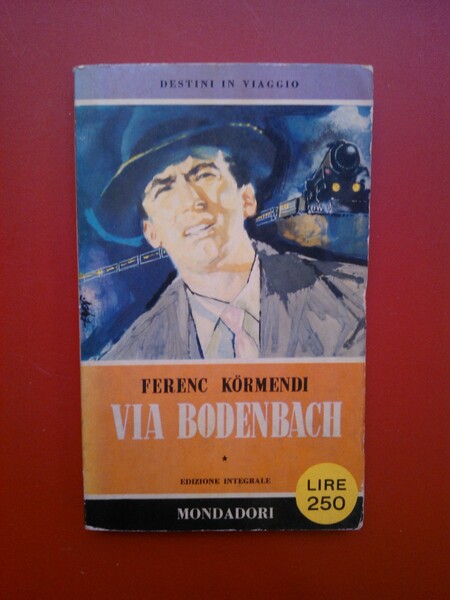 DESTINI IN VIAGGIO
FERENC KÖRMENDI
VIA BODENBACH
*
EDIZIONE INTEGRALE
LIRE
250
MONDADORI